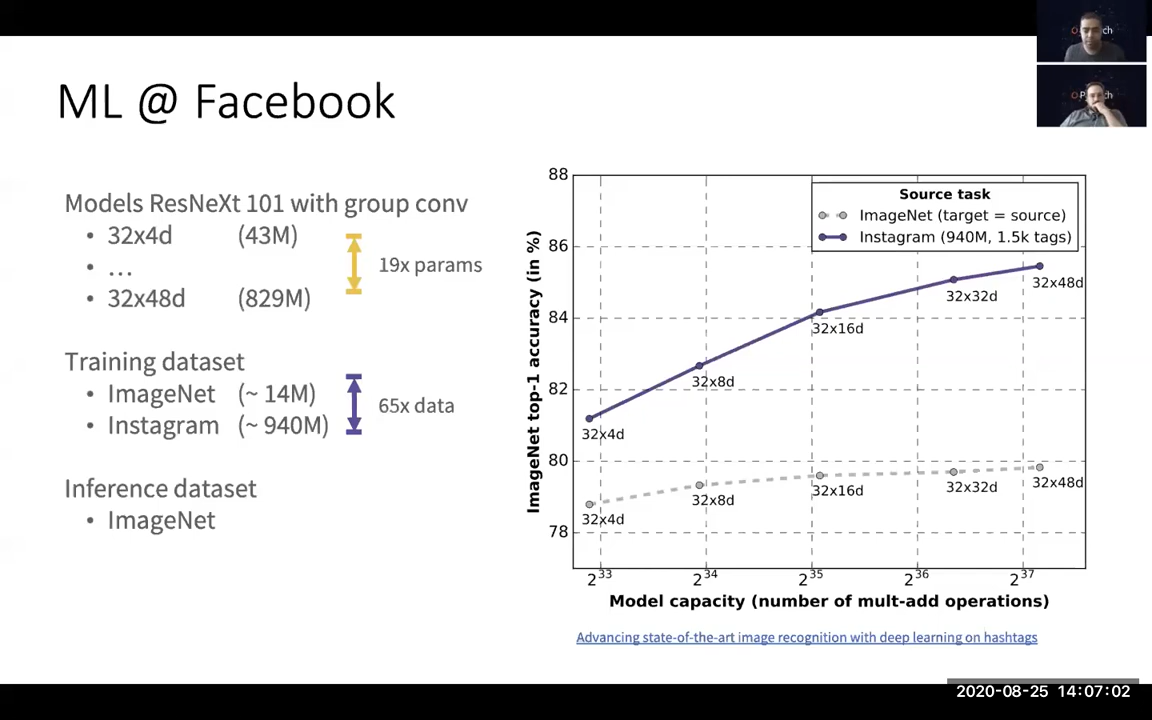 ML @ Facebook
Models ResNeXt 101 with group conv
• 32x4d (43M)
• ...
• 32x48d (829M)
19x params
Training dataset
• ImageNet (~ 14M)
• Instagram (~ 940M)
65x data
Inference dataset
• ImageNet
88
86
84
82
80
78
ImageNet top-1 accuracy (in %)
Source task
ImageNet (target = source)
Instagram (940M, 1.5k tags)
32x4d
32x8d
32x16d
32x32d
32x48d
32x4d
32x8d
32x16d
32x32d
32x48d
2^33 2^34 2^35 2^36 2^37
Model capacity (number of mult-add operations)
Advancing state-of-the-art image recognition with deep learning on hashtags
2020-08-25 14:07:02